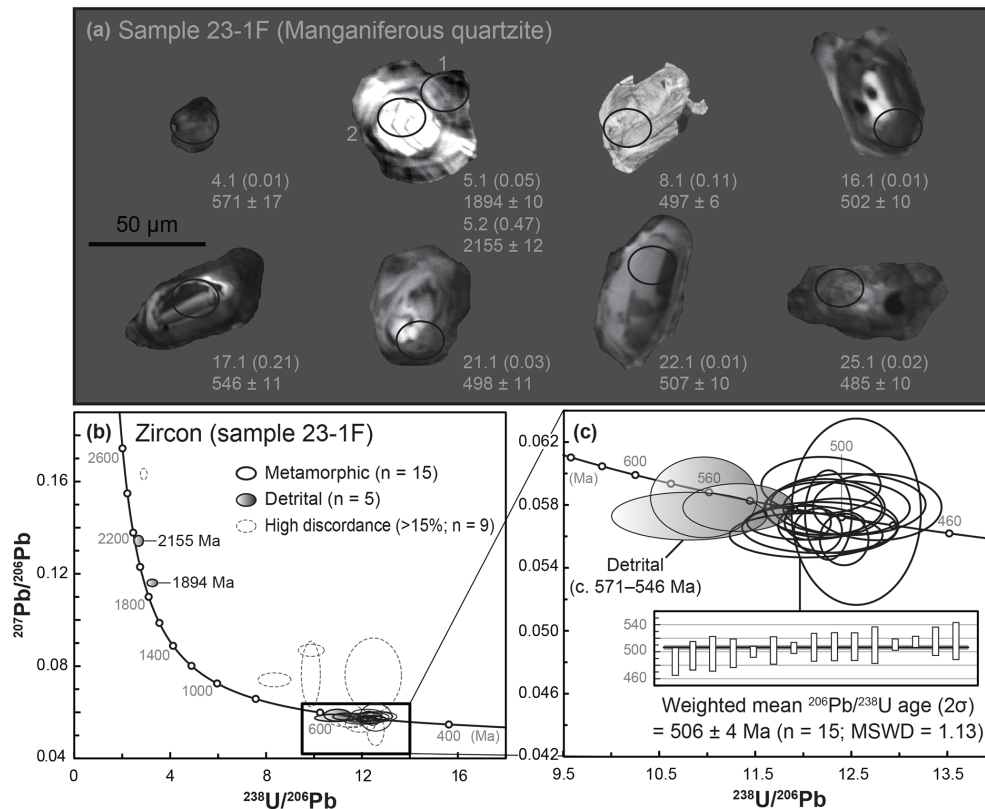 (a) Sample 23-1F (Manganiferous quartzite)
1
2
4.1 (0.01)
571 ± 17
5.1 (0.05)
1894 ± 10
5.2 (0.47)
2155 ± 12
8.1 (0.11)
497 ± 6
16.1 (0.01)
502 ± 10
50 µm
17.1 (0.21)
546 ± 11
21.1 (0.03)
498 ± 11
22.1 (0.01)
507 ± 10
25.1 (0.02)
485 ± 10
(b) Zircon (sample 23-1F)
Metamorphic (n = 15)
Detrital (n = 5)
High discordance (>15%; n = 9)
2600
2200
2155 Ma
1894 Ma
1800
1400
1000
600
400 (Ma)
0.16
0.12
0.08
0.04
²⁰⁷Pb/²⁰⁶Pb
0 4 8 12 16
²³⁸U/²⁰⁶Pb
(c)
0.062
0.058
0.054
0.050
0.046
0.042
(Ma)
600
560
500
460
Detrital
(c. 571–546 Ma)
540
500
460
Weighted mean ²⁰⁶Pb/²³⁸U age (2σ)
= 506 ± 4 Ma (n = 15; MSWD = 1.13)
9.5 10.5 11.5 12.5 13.5
²³⁸U/²⁰⁶Pb